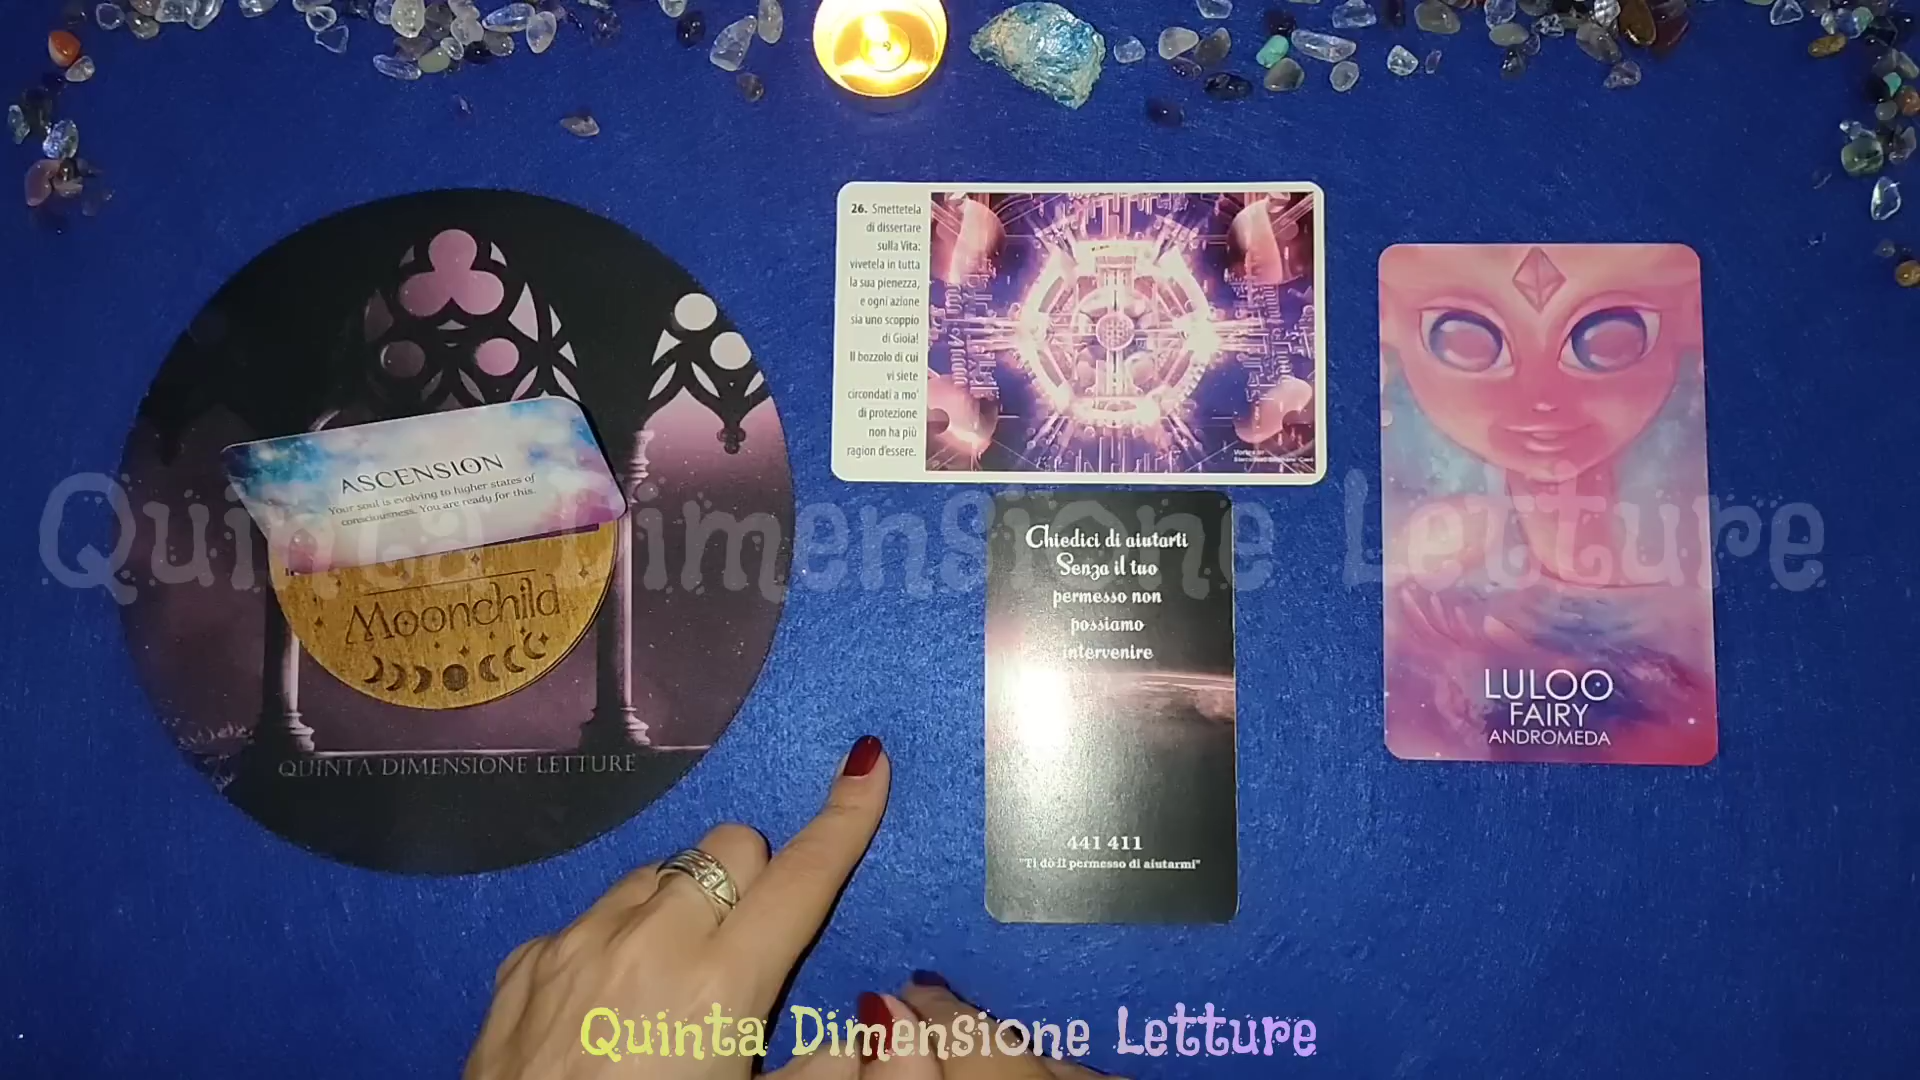 26. Smettetela
di dissertare
sulla Vita:
vivetela in tutta
la sua pienezza,
e ogni azione
sia uno scoppio
di Gioia!
Il bozzolo di cui
vi siete
circondati a mo'
di protezione
non ha più
ragion d'essere.
ASCENSION
Your soul is evolving to higher states of
consciousness. You are ready for this.
Moonchild
QUINTA DIMENSIONE LETTURE
Quinta Dimensione Letture
Chiedici di aiutarti
Senza il tuo
permesso non
possiamo
intervenire
441 411
"Ti dò il permesso di aiutarmi"
LULOO
FAIRY
ANDROMEDA
Quinta Dimensione Letture